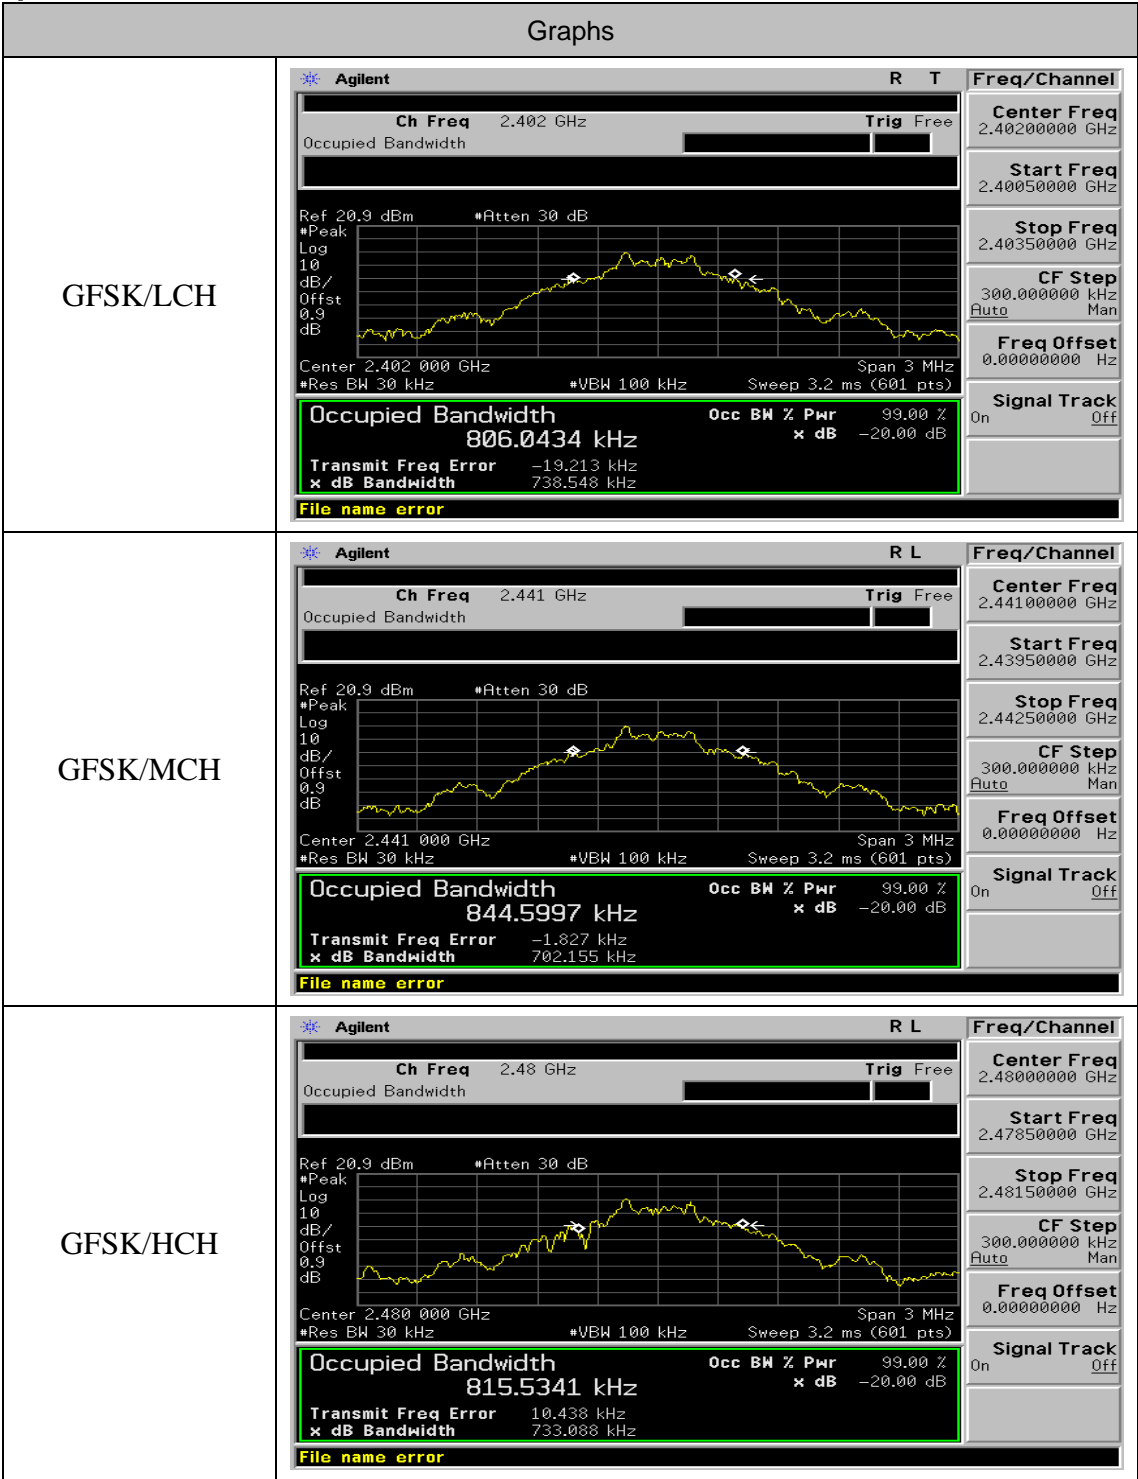 Graphs
GFSK/LCH
Agilent R T
Freq/Channel
Ch Freq 2.402 GHz Trig Free
Occupied Bandwidth
Center Freq
2.40200000 GHz
Start Freq
2.40050000 GHz
Stop Freq
2.40350000 GHz
CF Step
300.000000 kHz
Auto Man
Freq Offset
0.00000000 Hz
Signal Track
On Off
Ref 20.9 dBm #Atten 30 dB
#Peak
Log
10
dB/
Offst
0.9
dB
Center 2.402 000 GHz Span 3 MHz
#Res BW 30 kHz #VBW 100 kHz Sweep 3.2 ms (601 pts)
Occupied Bandwidth Occ BW % Pwr 99.00 %
806.0434 kHz x dB -20.00 dB
Transmit Freq Error -19.213 kHz
x dB Bandwidth 738.548 kHz
File name error
GFSK/MCH
Agilent R L
Freq/Channel
Ch Freq 2.441 GHz Trig Free
Occupied Bandwidth
Center Freq
2.44100000 GHz
Start Freq
2.43950000 GHz
Stop Freq
2.44250000 GHz
CF Step
300.000000 kHz
Auto Man
Freq Offset
0.00000000 Hz
Signal Track
On Off
Ref 20.9 dBm #Atten 30 dB
#Peak
Log
10
dB/
Offst
0.9
dB
Center 2.441 000 GHz Span 3 MHz
#Res BW 30 kHz #VBW 100 kHz Sweep 3.2 ms (601 pts)
Occupied Bandwidth Occ BW % Pwr 99.00 %
844.5997 kHz x dB -20.00 dB
Transmit Freq Error -1.827 kHz
x dB Bandwidth 702.155 kHz
File name error
GFSK/HCH
Agilent R L
Freq/Channel
Ch Freq 2.48 GHz Trig Free
Occupied Bandwidth
Center Freq
2.48000000 GHz
Start Freq
2.47850000 GHz
Stop Freq
2.48150000 GHz
CF Step
300.000000 kHz
Auto Man
Freq Offset
0.00000000 Hz
Signal Track
On Off
Ref 20.9 dBm #Atten 30 dB
#Peak
Log
10
dB/
Offst
0.9
dB
Center 2.480 000 GHz Span 3 MHz
#Res BW 30 kHz #VBW 100 kHz Sweep 3.2 ms (601 pts)
Occupied Bandwidth Occ BW % Pwr 99.00 %
815.5341 kHz x dB -20.00 dB
Transmit Freq Error 10.438 kHz
x dB Bandwidth 733.088 kHz
File name error